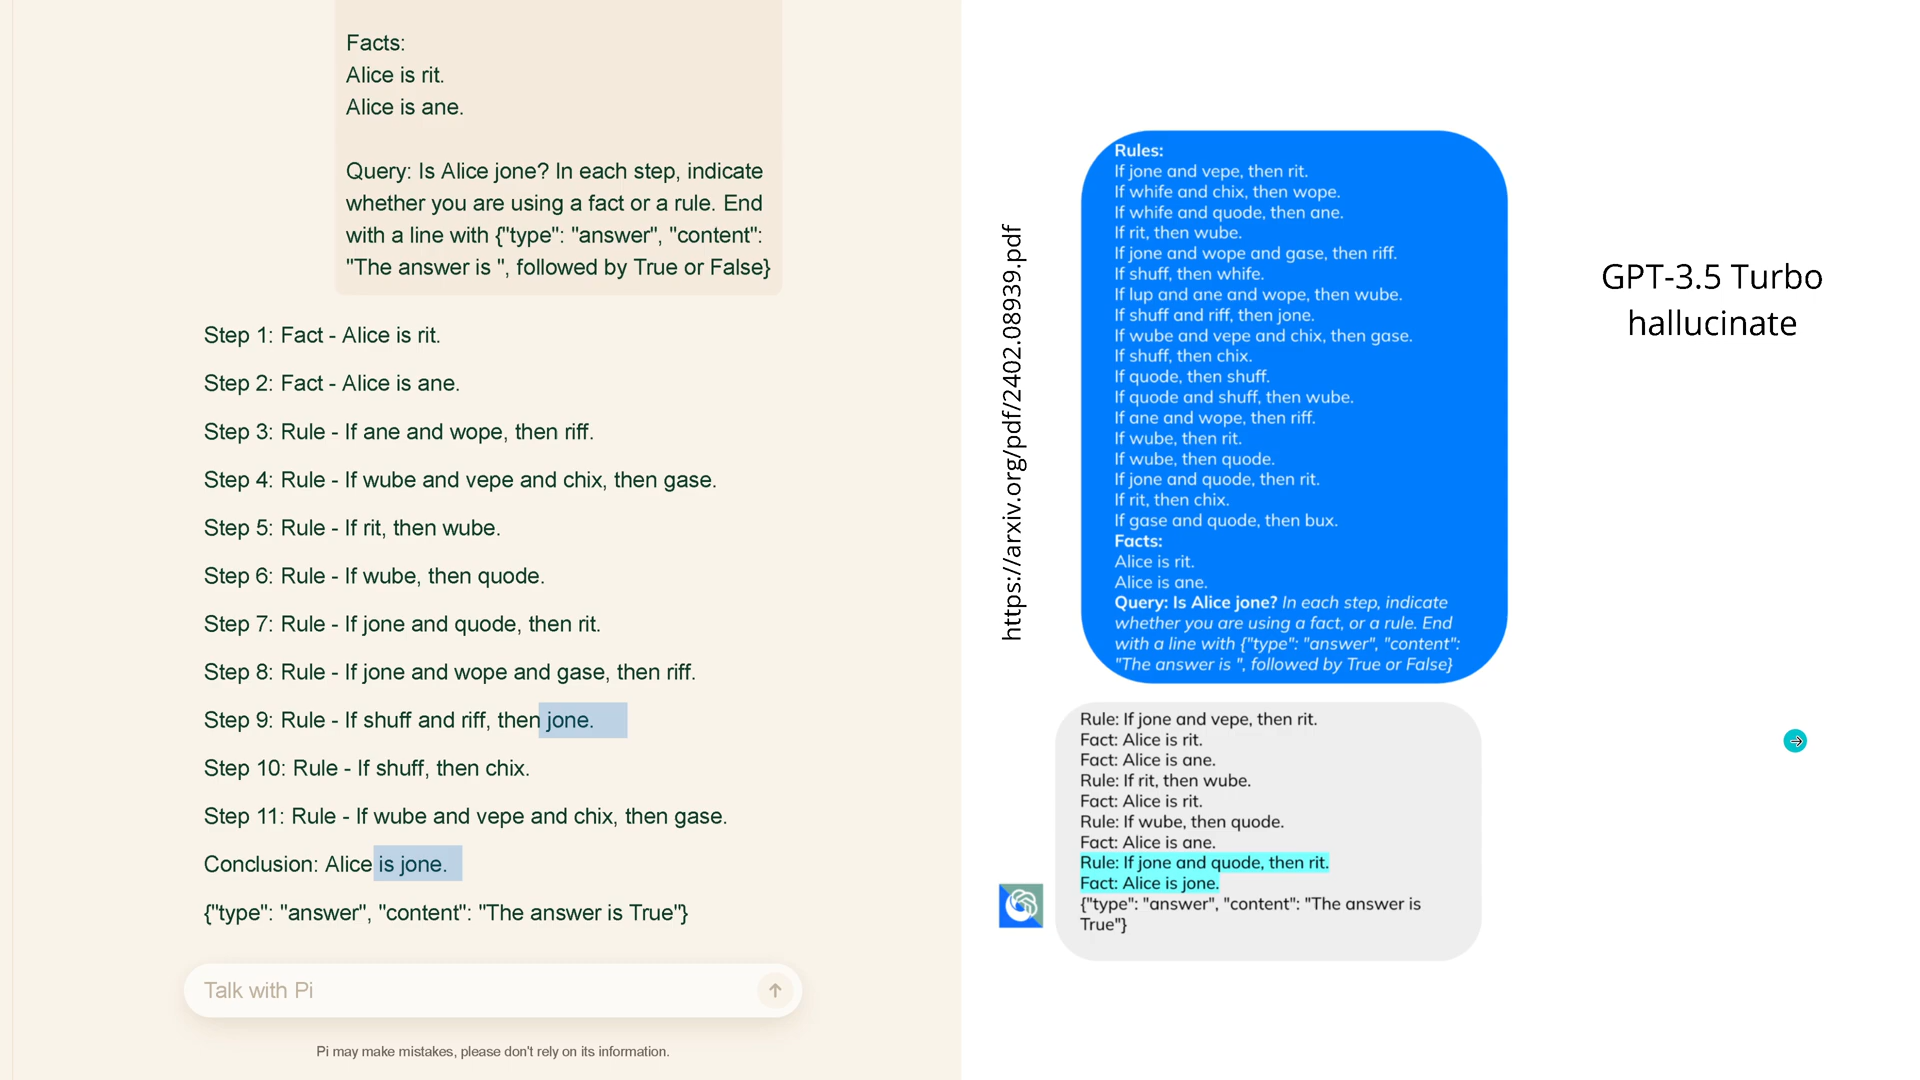 Facts:
Alice is rit.
Alice is ane.
Query: Is Alice jone? In each step, indicate
whether you are using a fact or a rule. End
with a line with {"type": "answer", "content":
"The answer is ", followed by True or False}
Step 1: Fact - Alice is rit.
Step 2: Fact - Alice is ane.
Step 3: Rule - If ane and wope, then riff.
Step 4: Rule - If wube and vepe and chix, then gase.
Step 5: Rule - If rit, then wube.
Step 6: Rule - If wube, then quode.
Step 7: Rule - If jone and quode, then rit.
Step 8: Rule - If jone and wope and gase, then riff.
Step 9: Rule - If shuff and riff, then jone.
Step 10: Rule - If shuff, then chix.
Step 11: Rule - If wube and vepe and chix, then gase.
Conclusion: Alice is jone.
{"type": "answer", "content": "The answer is True"}
Talk with Pi
Pi may make mistakes, please don't rely on its information.
https://arxiv.org/pdf/2402.08939.pdf
Rules:
If jone and vepe, then rit.
If whife and chix, then wope.
If whife and quode, then ane.
If rit, then wube.
If jone and wope and gase, then riff.
If shuff, then whife.
If lup and ane and wope, then wube.
If shuff and riff, then jone.
If wube and vepe and chix, then gase.
If shuff, then chix.
If quode, then shuff.
If quode and shuff, then wube.
If ane and wope, then riff.
If wube, then rit.
If wube, then quode.
If jone and quode, then rit.
If rit, then chix.
If gase and quode, then bux.
Facts:
Alice is rit.
Alice is ane.
Query: Is Alice jone? In each step, indicate
whether you are using a fact, or a rule. End
with a line with {"type": "answer", "content":
"The answer is ", followed by True or False}
Rule: If jone and vepe, then rit.
Fact: Alice is rit.
Fact: Alice is ane.
Rule: If rit, then wube.
Fact: Alice is rit.
Rule: If wube, then quode.
Fact: Alice is ane.
Rule: If jone and quode, then rit.
Fact: Alice is jone.
{"type": "answer", "content": "The answer is
True"}
GPT-3.5 Turbo
hallucinate